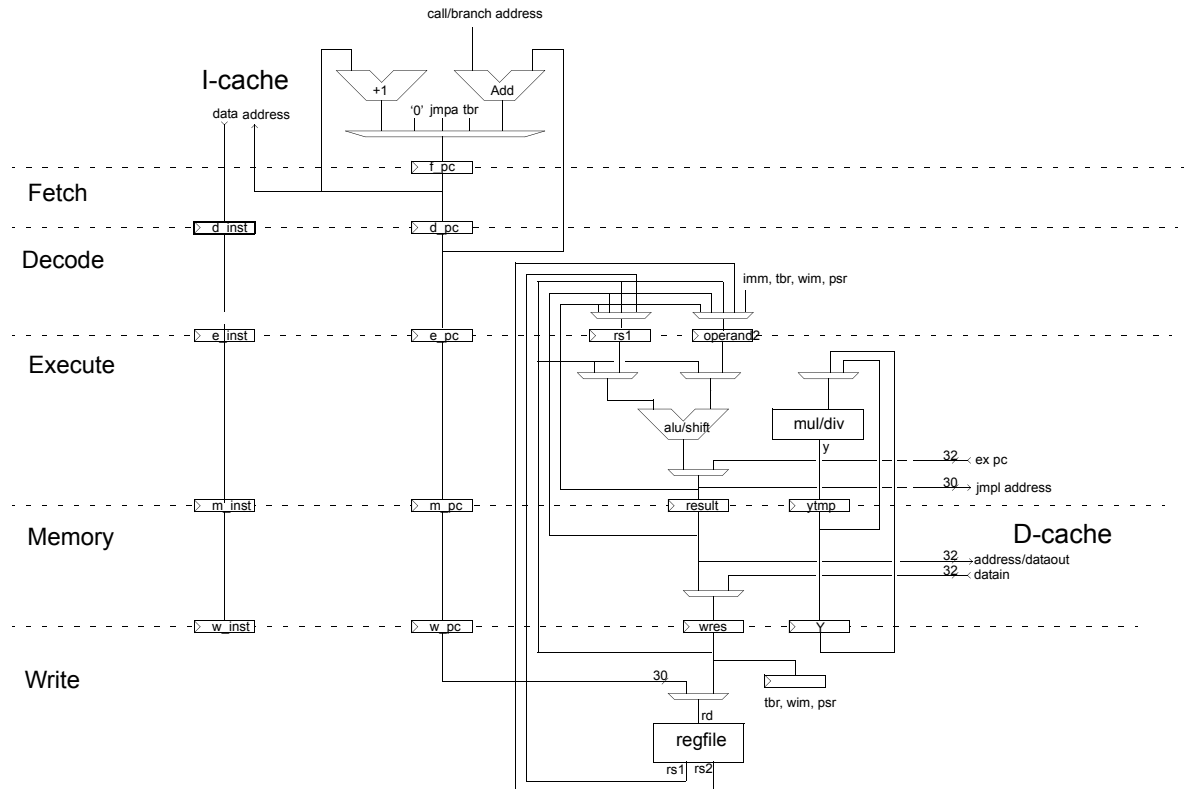 call/branch address
I-cache
+1
Add
data address
‘0’ jmpa tbr
f_pc
Fetch
d_inst
d_pc
Decode
imm, tbr, wim, psr
e_inst
e_pc
rs1
operand2
Execute
alu/shift
mul/div
y
32
ex pc
30
jmpl address
m_inst
m_pc
result
ytmp
Memory
D-cache
32
address/dataout
32
datain
w_inst
w_pc
wres
Y
Write
30
tbr, wim, psr
rd
regfile
rs1
rs2